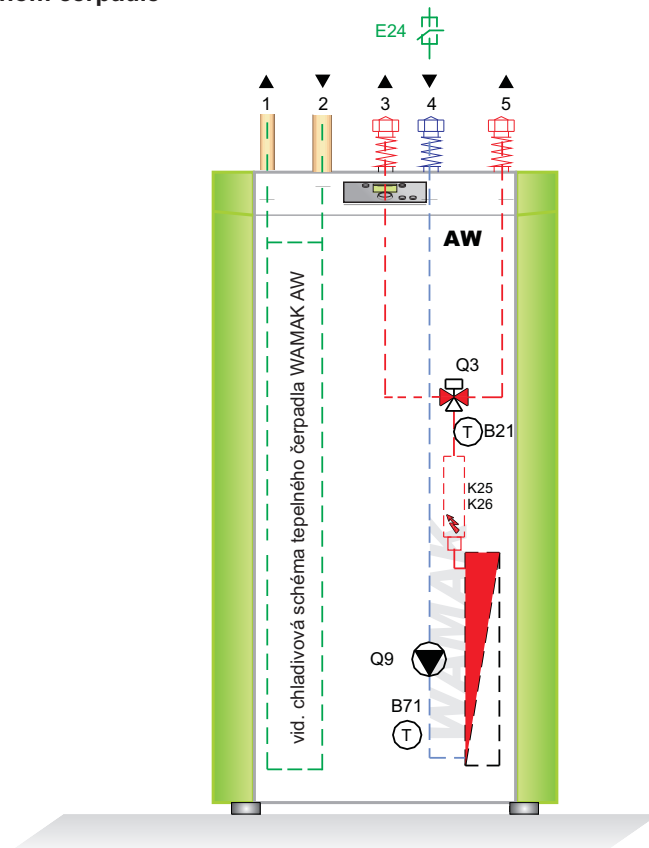 E24
1 2 3 4 5
AW
Q3
T B21
K25
K26
vid. chladivová schéma tepelného čerpadla WAMAK AW
WAMAK
Q9
B71
T